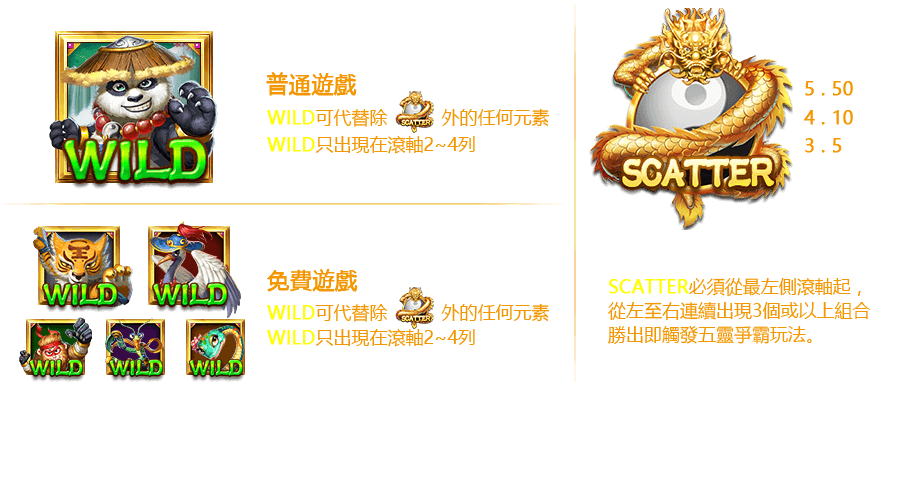 WILD
普通遊戲
WILD可代替除 SCATTER 外的任何元素
WILD只出現在滾軸2~4列
WILD
WILD
WILD
WILD
WILD
免費遊戲
WILD可代替除 SCATTER 外的任何元素
WILD只出現在滾軸2~4列
SCATTER
5 . 50
4 . 10
3 . 5
SCATTER必須從最左側滾軸起，
從左至右連續出現3個或以上組合
勝出即觸發五靈爭霸玩法。